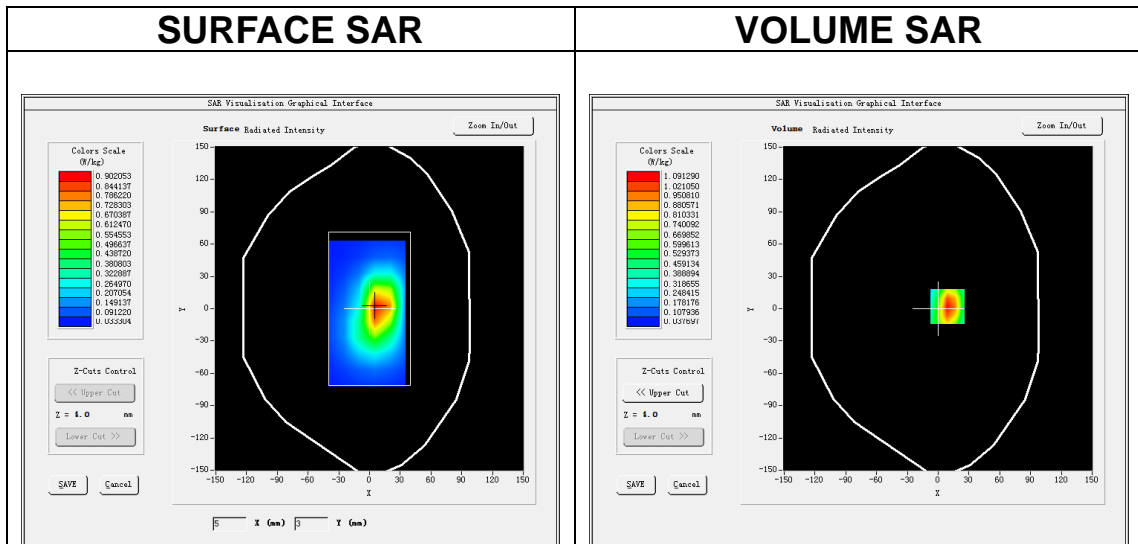 SURFACE SAR
VOLUME SAR
SAR Visualisation Graphical Interface
Surface Radiated Intensity
Zoom In/Out
Colors Scale
(W/kg)
0.902053
0.844137
0.786220
0.728303
0.670387
0.612470
0.554553
0.496637
0.438720
0.380803
0.322887
0.264970
0.207054
0.149137
0.091220
0.033304
150
120
90
60
30
0
-30
-60
-90
-120
-150
Y
-150 -120 -90 -60 -30 0 30 60 90 120 150
X
Z-Cuts Control
<< Upper Cut
Z = 4.0 mm
Lower Cut >>
SAVE Cancel
5 X (mm) 3 Y (mm)
SAR Visualisation Graphical Interface
Volume Radiated Intensity
Zoom In/Out
Colors Scale
(W/kg)
1.091290
1.021050
0.950810
0.880571
0.810331
0.740092
0.669852
0.599613
0.529373
0.459134
0.388894
0.318655
0.248415
0.178176
0.107936
0.037697
150
120
90
60
30
0
-30
-60
-90
-120
-150
Y
-150 -120 -90 -60 -30 0 30 60 90 120 150
X
Z-Cuts Control
<< Upper Cut
Z = 4.0 mm
Lower Cut >>
SAVE Cancel